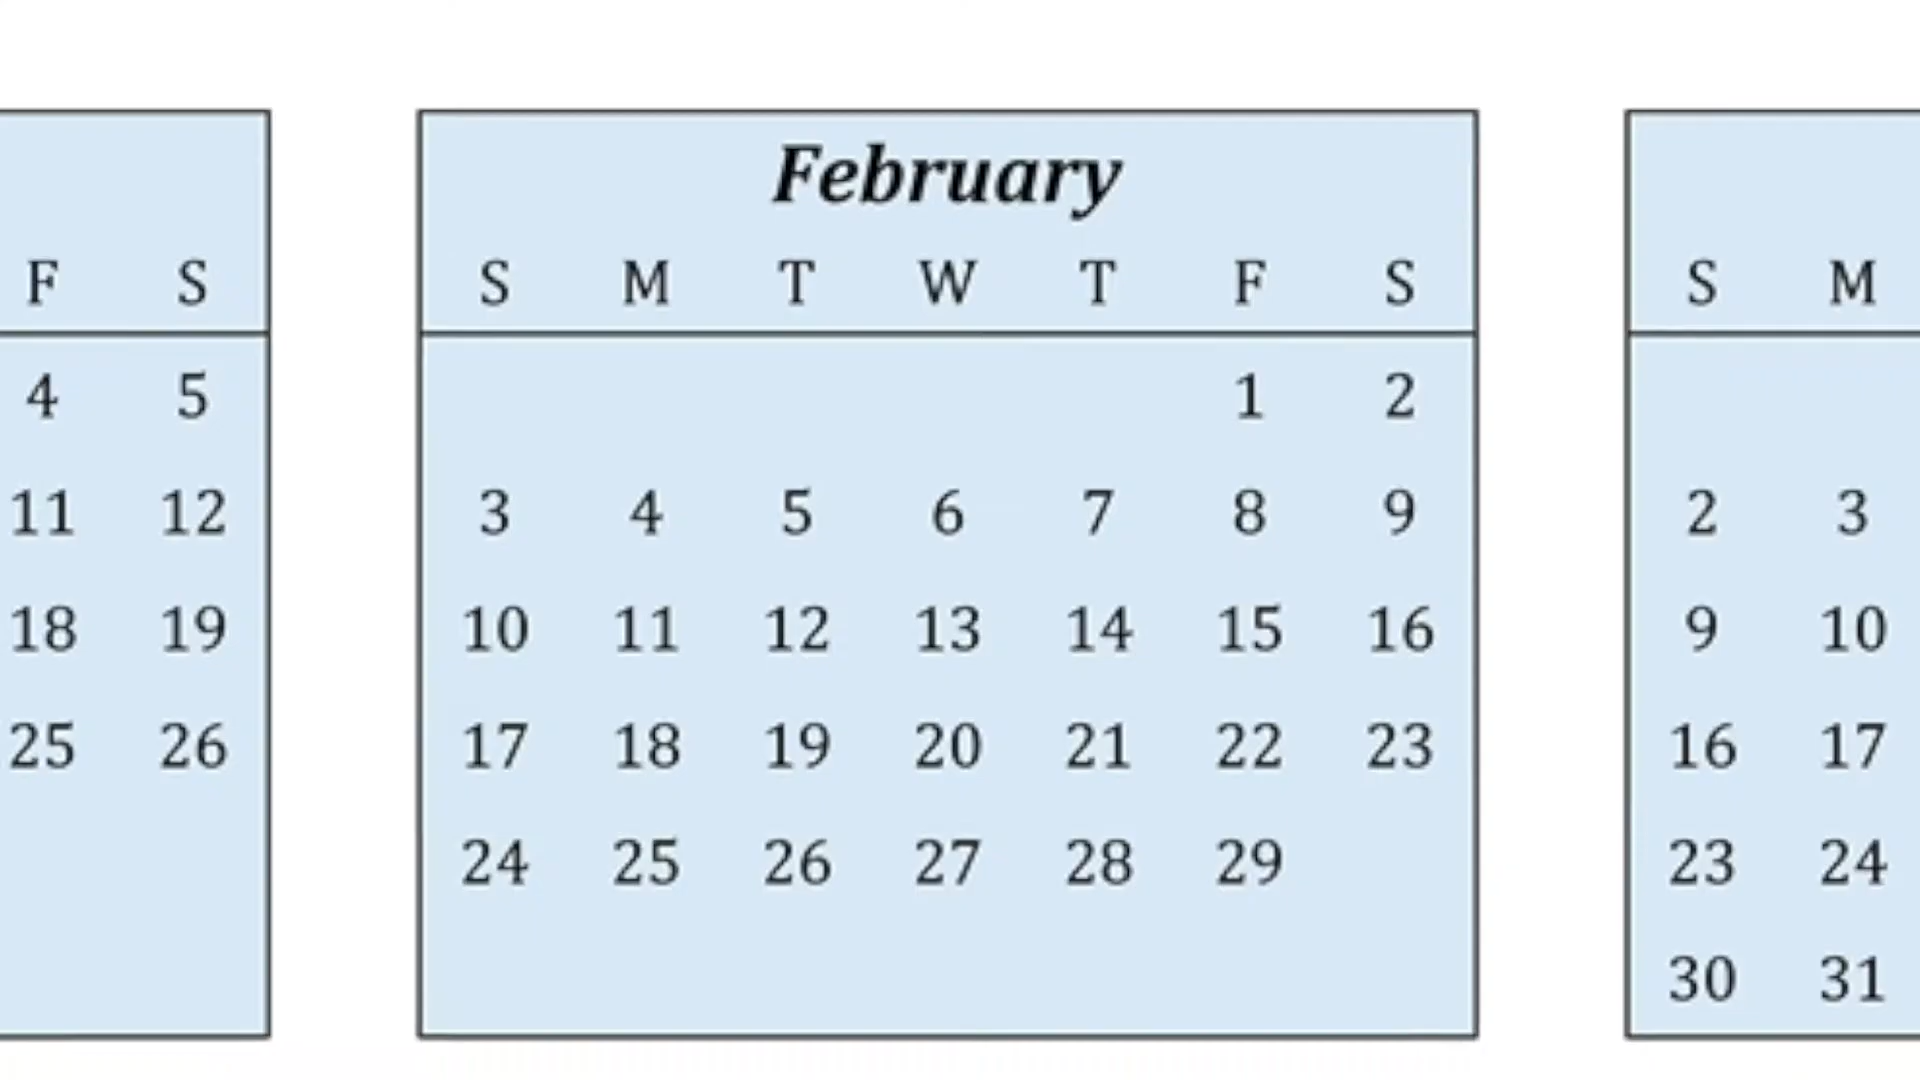 F S
4 5
11 12
18 19
25 26
February
S M T W T F S
1 2
3 4 5 6 7 8 9
10 11 12 13 14 15 16
17 18 19 20 21 22 23
24 25 26 27 28 29
S M
2 3
9 10
16 17
23 24
30 31